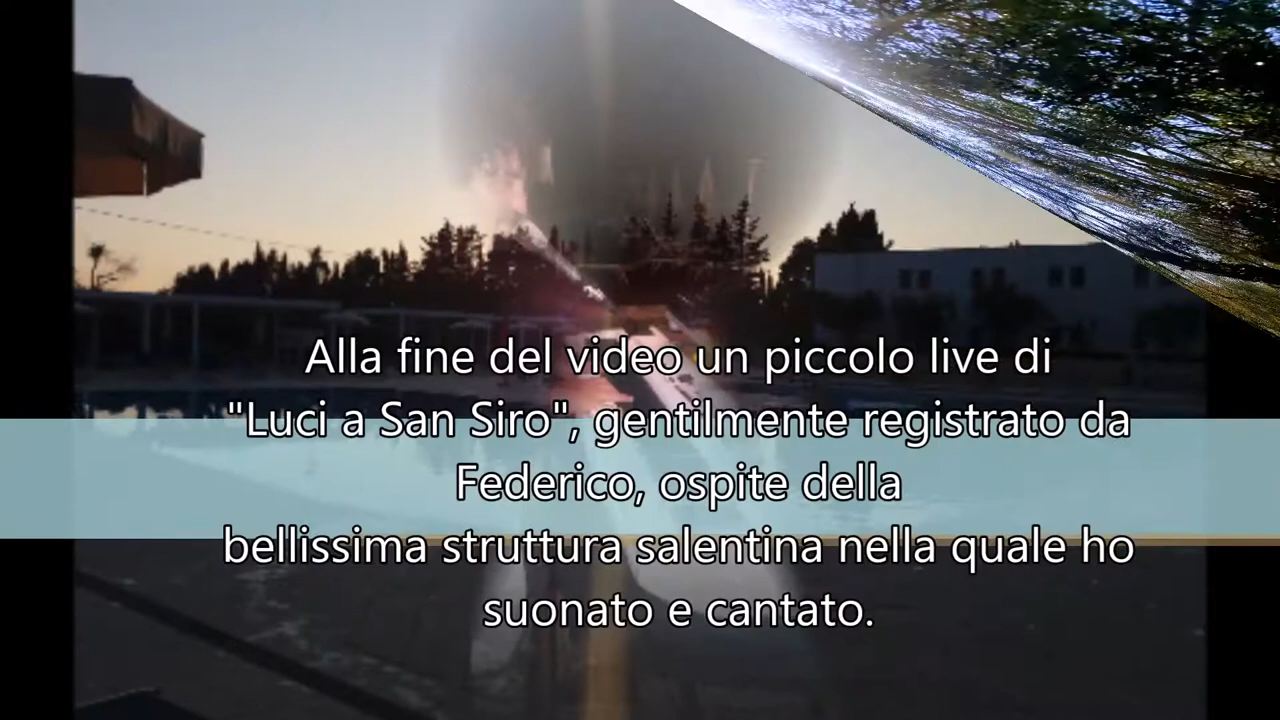 Alla fine del video un piccolo live di
"Luci a San Siro", gentilmente registrato da
Federico, ospite della
bellissima struttura salentina nella quale ho
suonato e cantato.